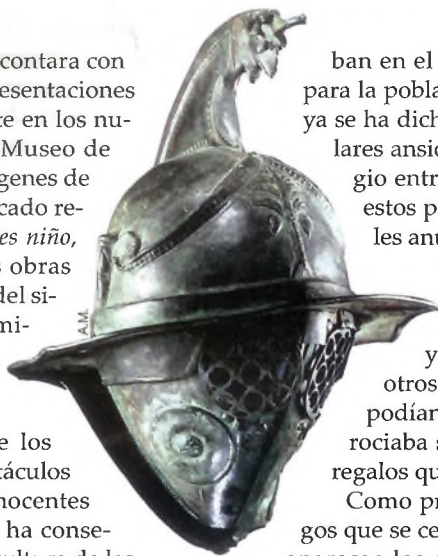 contara con
esentaciones
te en los nu-
Museo de
genes de
cado re-
es niño,
s obras
del si-
mi-
e los
táculos
nocentes
ha conse-
A.M.
ban en el
para la pobla
ya se ha dich
lares ansio
gio entr
estos p
les anu
y
otros
podían
rociaba s
regalos qu
Como pr
gos que se ce